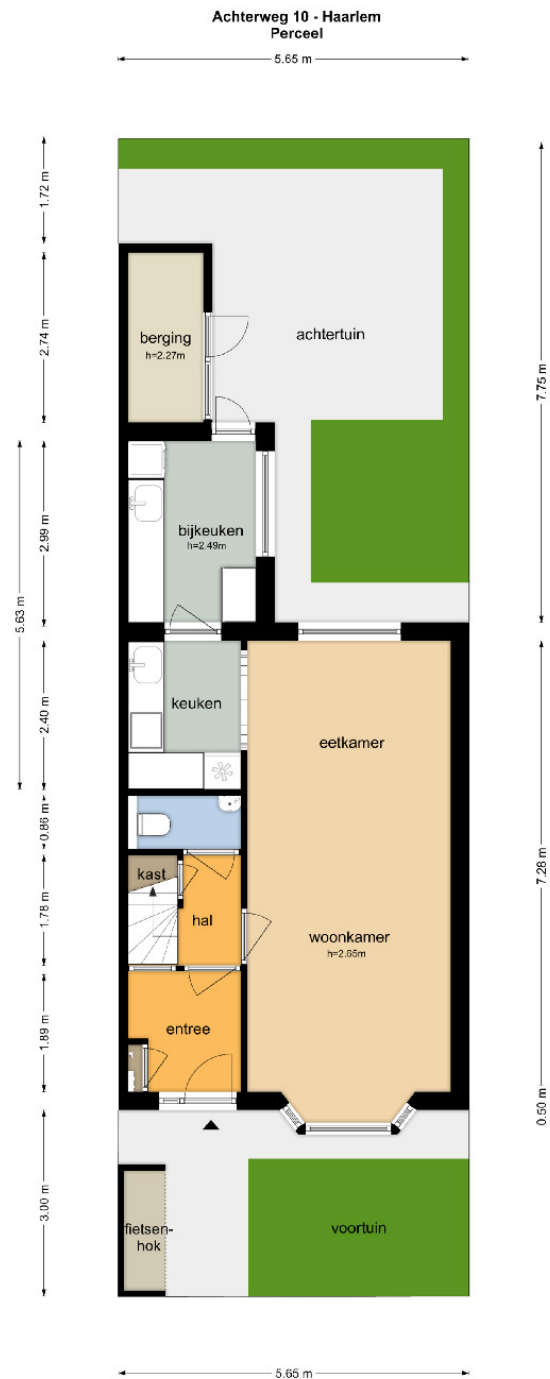 Achterweg 10 - Haarlem
Perceel
5.65 m
1.72 m
2.74 m
7.75 m
berging
h=2.27m
achtertuin
5.63 m
2.99 m
bijkeuken
h=2.49m
2.40 m
keuken
eetkamer
0.86 m
7.28 m
kast
1.78 m
hal
woonkamer
h=2.65m
1.89 m
entree
0.50 m
3.00 m
fietsen-
hok
voortuin
5.65 m